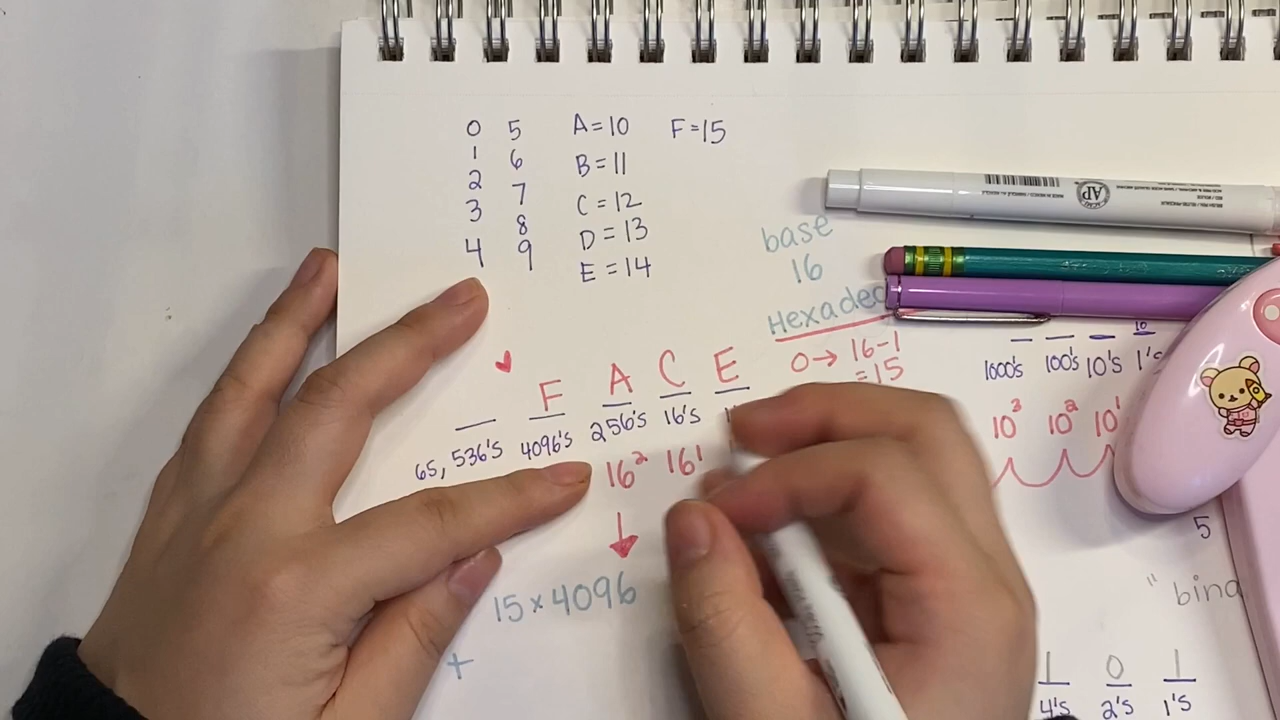 0 5 A=10 F=15
1 6 B=11
2 7 C=12
3 8 D=13
4 9 E=14
base
16
Hexadec
0→ 16-1
=15
F A C E
65,536's 4096's 256's 16's
16² 16¹
15×4096
+
AP
10
1000's 100's 10's 1's
10³ 10² 10¹
5
"bina
1 0 1
4's 2's 1's